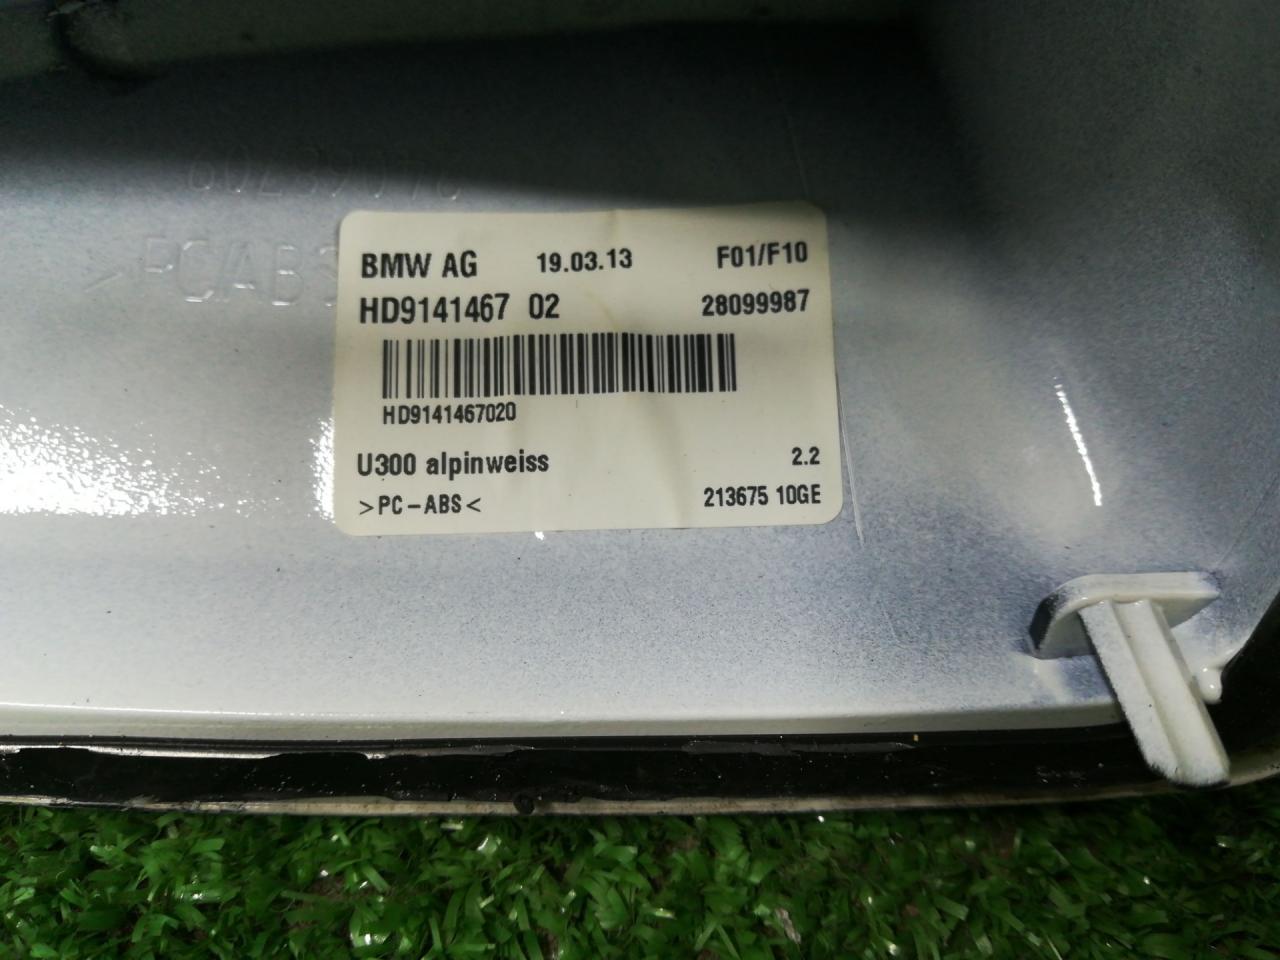 BMW AG 19.03.13 F01/F10
HD9141467 02 28099987
HD9141467020
U300 alpinweiss 2.2
>PC-ABS< 213675 10GE